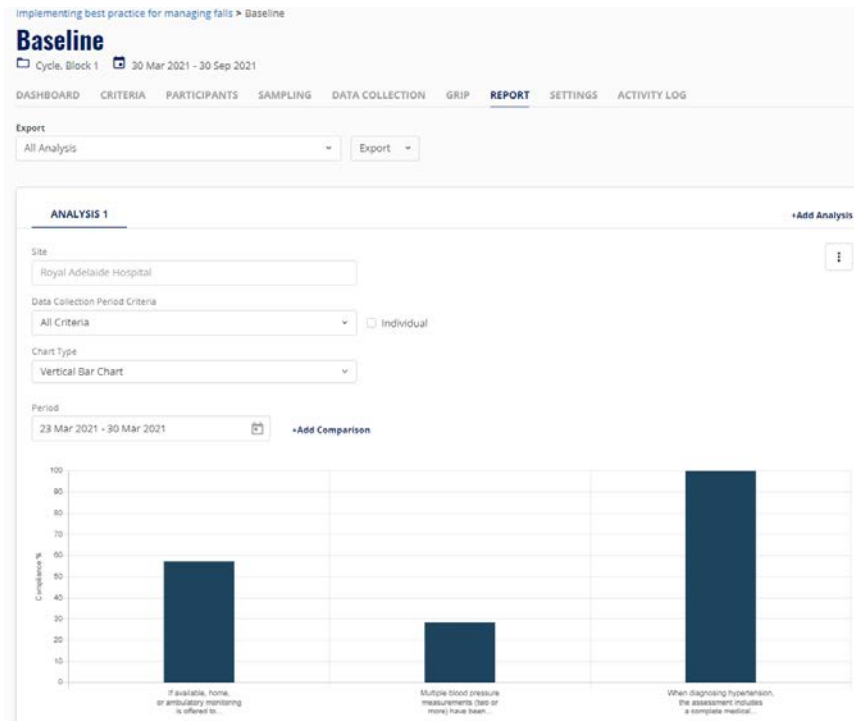 Implementing best practice for managing falls > Baseline
Baseline
Cycle, Block 1 30 Mar 2021 - 30 Sep 2021
DASHBOARD CRITERIA PARTICIPANTS SAMPLING DATA COLLECTION GRIP REPORT SETTINGS ACTIVITY LOG
Export
All Analysis Export
ANALYSIS 1 +Add Analysis
Site
Royal Adelaide Hospital
Data Collection Period Criteria
All Criteria Individual
Chart Type
Vertical Bar Chart
Period
23 Mar 2021 - 30 Mar 2021 +Add Comparison
Compliance %
100
90
80
70
60
50
40
30
20
10
0
If available, home,
or ambulatory monitoring
is offered to...
Multiple blood pressure
measurements (two or
more) have been...
When diagnosing hypertension,
the assessment includes
a complete medical...